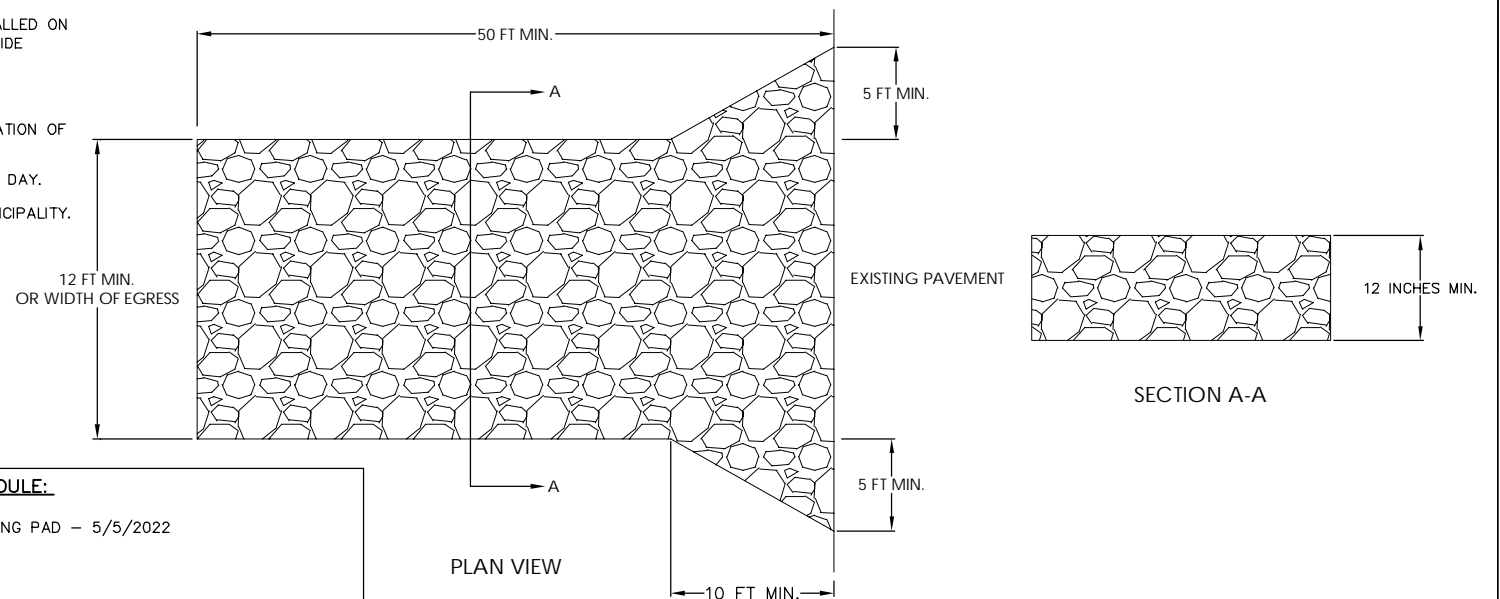 ALLED ON
IDE
ATION OF
DAY.
NCIPALITY.
50 FT MIN.
A
5 FT MIN.
12 FT MIN.
OR WIDTH OF EGRESS
EXISTING PAVEMENT
12 INCHES MIN.
SECTION A-A
A
5 FT MIN.
DULE:
NG PAD – 5/5/2022
PLAN VIEW
10 FT MIN.